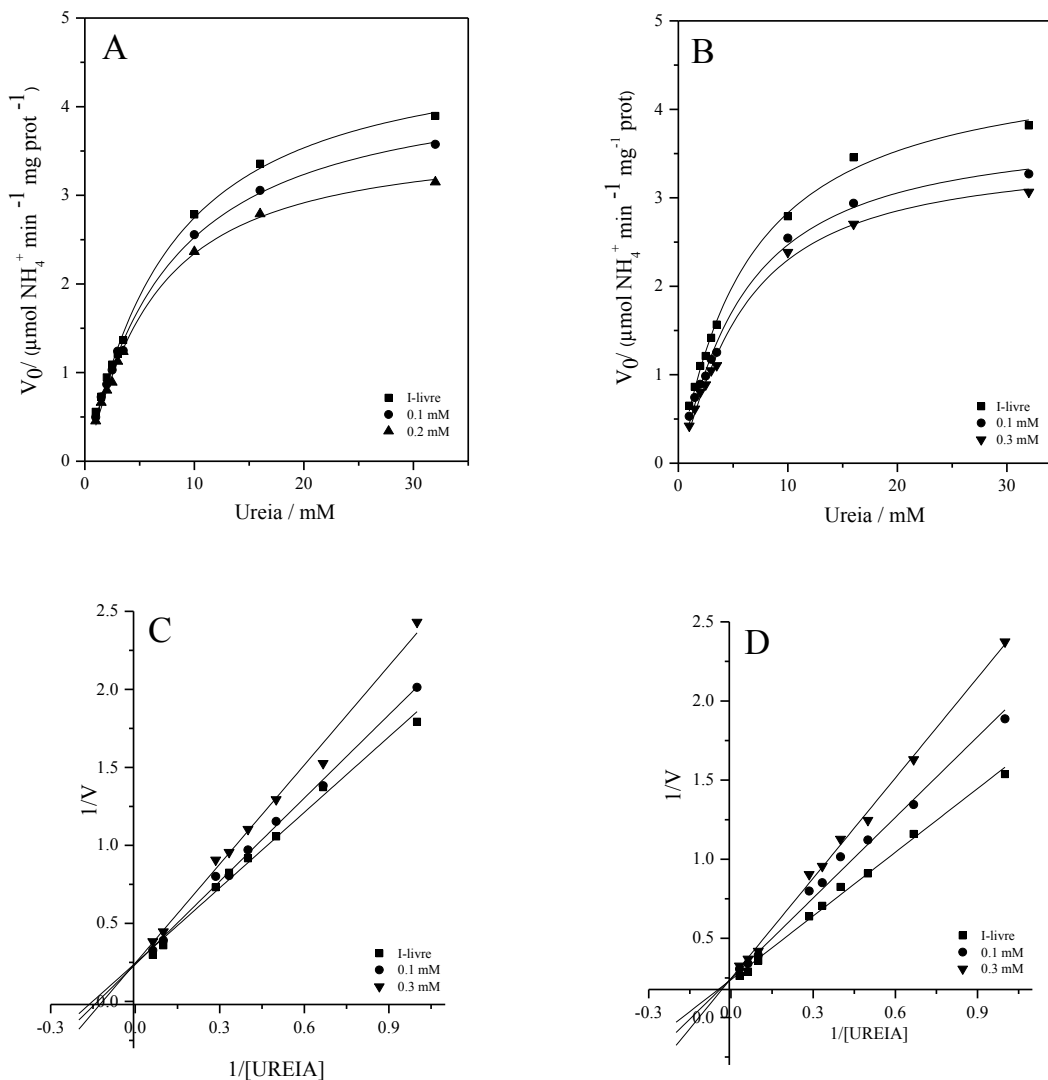 A
V0/ (μmol NH4+ min-1 mg prot -1)
5
4
3
2
1
0
0 10 20 30
Ureia / mM
I-livre
0.1 mM
0.2 mM
B
V0/ (μmol NH4+ min-1 mg-1 prot)
5
4
3
2
1
0
0 10 20 30
Ureia / mM
I-livre
0.1 mM
0.3 mM
C
1/V
2.5
2.0
1.5
1.0
0.5
0.0
-0.3 0.0 0.3 0.6 0.9
1/[UREIA]
I-livre
0.1 mM
0.3 mM
D
1/V
2.5
2.0
1.5
1.0
0.5
0.0
-0.3 0.0 0.3 0.6 0.9
1/[UREIA]
I-livre
0.1 mM
0.3 mM